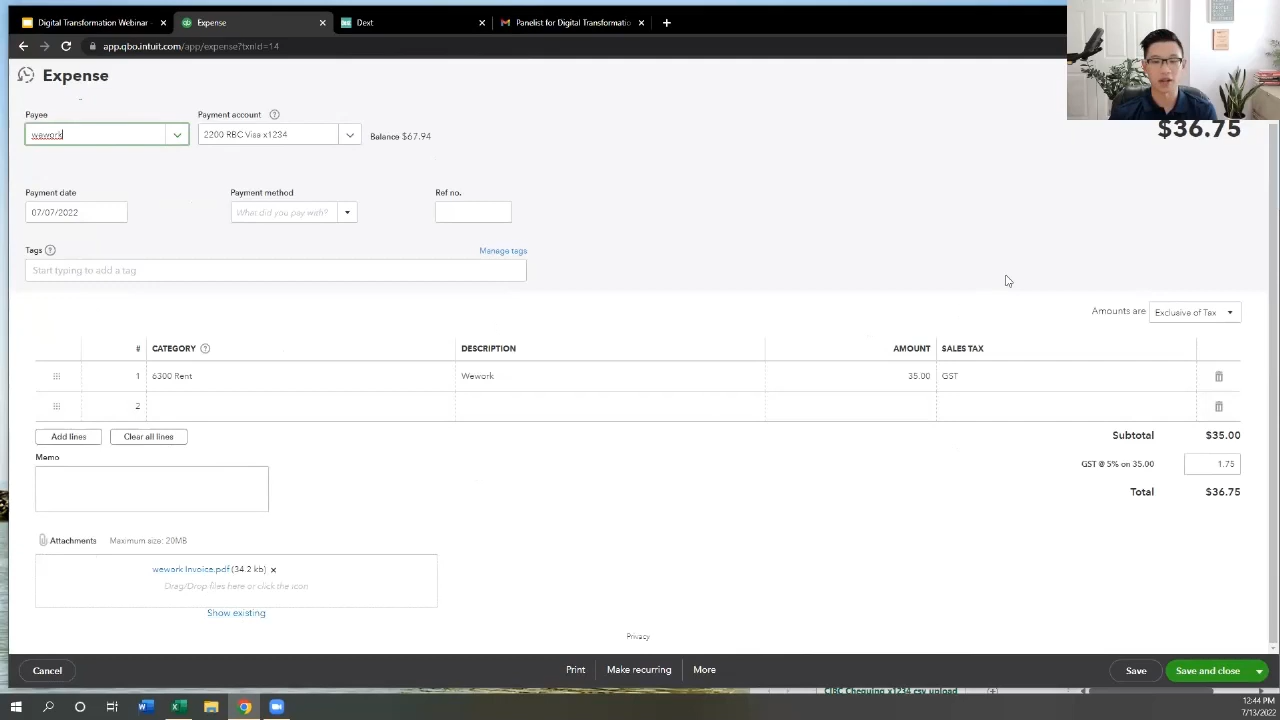 Digital Transformation Webinar -
Expense
Dext
Panelist for Digital Transformatio
app.qbo.intuit.com/app/expense?txnId=14
Expense
$36.75
Payee
Payment account
wework
2200 RBC Visa x1234
Balance $67.94
Payment date
Payment method
Ref no.
07/07/2022
What did you pay with?
Tags
Manage tags
Start typing to add a tag
Amounts are
Exclusive of Tax
# CATEGORY DESCRIPTION AMOUNT SALES TAX
1 6300 Rent Wework 35.00 GST
2
Add lines
Clear all lines
Subtotal $35.00
Memo
GST @ 5% on 35.00 1.75
Total $36.75
Attachments Maximum size: 20MB
wework Invoice.pdf (34.2 kb) x
Drag/Drop files here or click the icon
Show existing
Privacy
Cancel
Print
Make recurring
More
Save
Save and close
CIBC Chequing x1234 csv upload
12:44 PM
7/13/2022